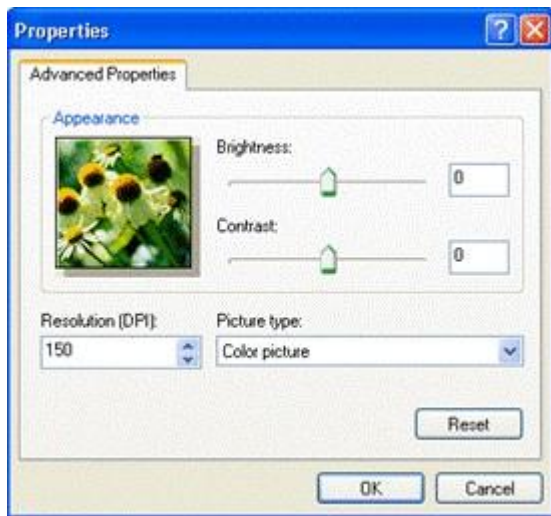 Properties
Advanced Properties
Appearance
Brightness:
0
Contrast:
0
Resolution (DPI):
150
Picture type:
Color picture
Reset
OK
Cancel